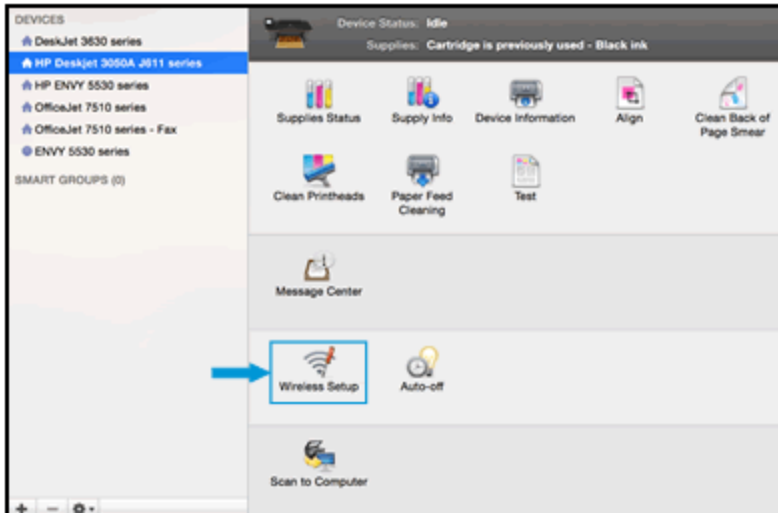 DEVICES
DeskJet 3630 series
HP Deskjet 3050A J611 series
HP ENVY 5530 series
OfficeJet 7510 series
OfficeJet 7510 series - Fax
ENVY 5530 series
SMART GROUPS (0)
Device Status: Idle
Supplies: Cartridge is previously used - Black ink
Supplies Status
Supply Info
Device Information
Align
Clean Back of
Page Smear
Clean Printheads
Paper Feed
Cleaning
Test
Message Center
Wireless Setup
Auto-off
Scan to Computer